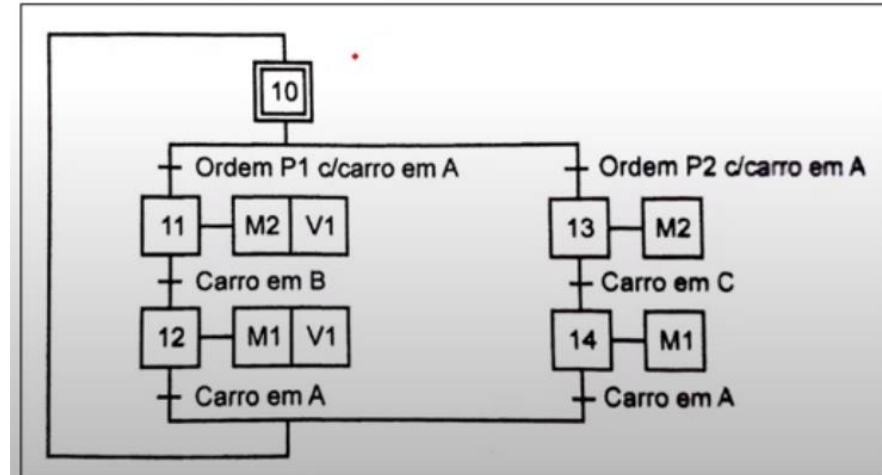 10
Ordem P1 c/carro em A
Ordem P2 c/carro em A
11 M2 V1
13 M2
Carro em B
Carro em C
12 M1 V1
14 M1
Carro em A
Carro em A